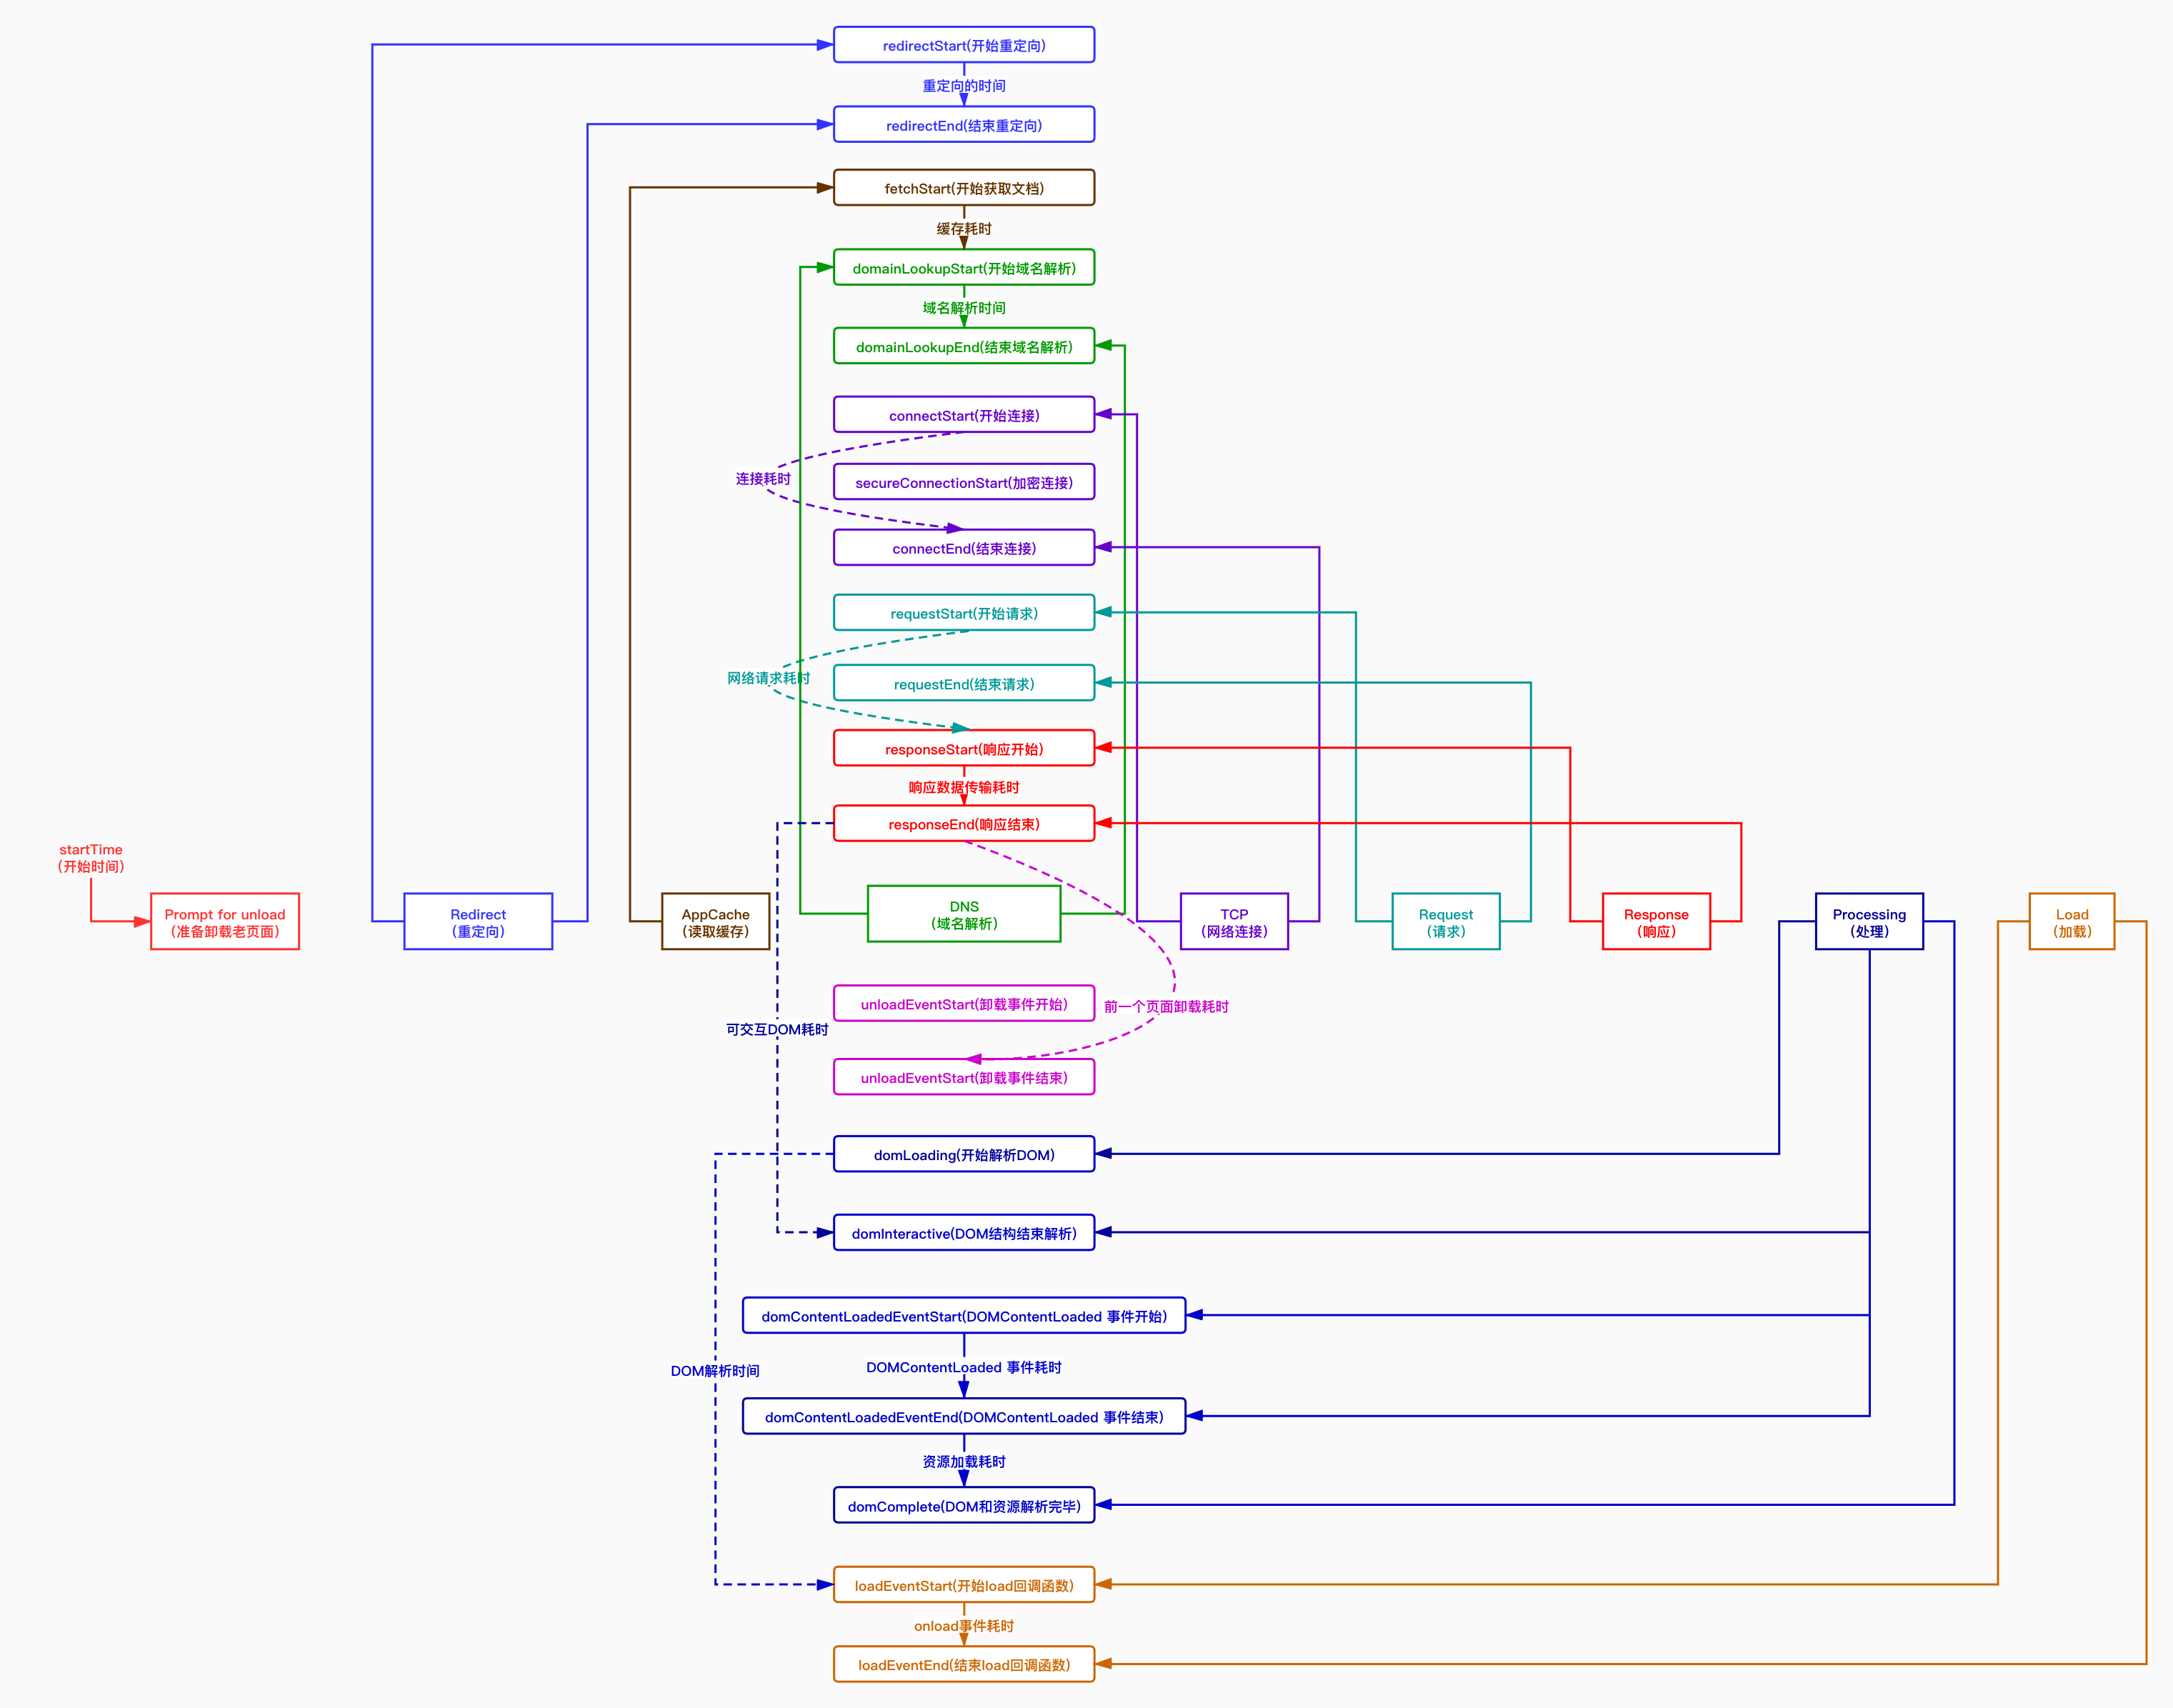 redirectStart(开始重定向)
重定向的时间
redirectEnd(结束重定向)
fetchStart(开始获取文档)
缓存耗时
domainLookupStart(开始域名解析)
域名解析时间
domainLookupEnd(结束域名解析)
connectStart(开始连接)
连接耗时
secureConnectionStart(加密连接)
connectEnd(结束连接)
requestStart(开始请求)
网络请求耗时
requestEnd(结束请求)
responseStart(响应开始)
响应数据传输耗时
responseEnd(响应结束)
startTime
(开始时间)
Prompt for unload
(准备卸载老页面)
Redirect
(重定向)
AppCache
(读取缓存)
DNS
(域名解析)
TCP
(网络连接)
Request
(请求)
Response
(响应)
Processing
(处理)
Load
(加载)
unloadEventStart(卸载事件开始)
前一个页面卸载耗时
可交互DOM耗时
unloadEventStart(卸载事件结束)
domLoading(开始解析DOM)
domInteractive(DOM结构结束解析)
domContentLoadedEventStart(DOMContentLoaded 事件开始)
DOMContentLoaded 事件耗时
DOM解析时间
domContentLoadedEventEnd(DOMContentLoaded 事件结束)
资源加载耗时
domComplete(DOM和资源解析完毕)
loadEventStart(开始load回调函数)
onload事件耗时
loadEventEnd(结束load回调函数)